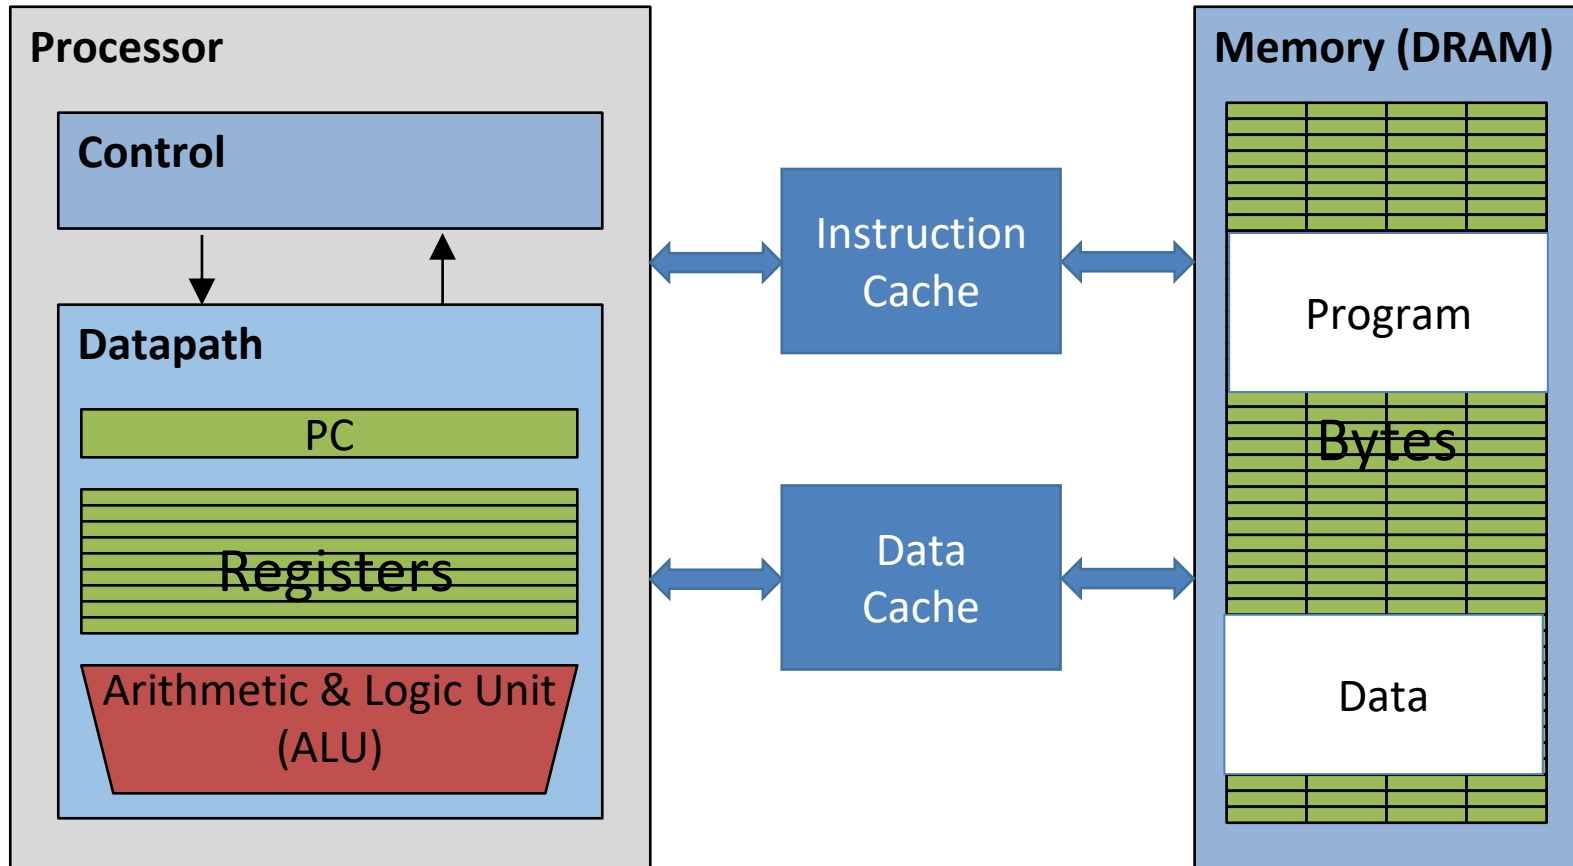 Processor
Control
Datapath
PC
Registers
Arithmetic & Logic Unit
(ALU)
Instruction
Cache
Data
Cache
Memory (DRAM)
Program
Bytes
Data